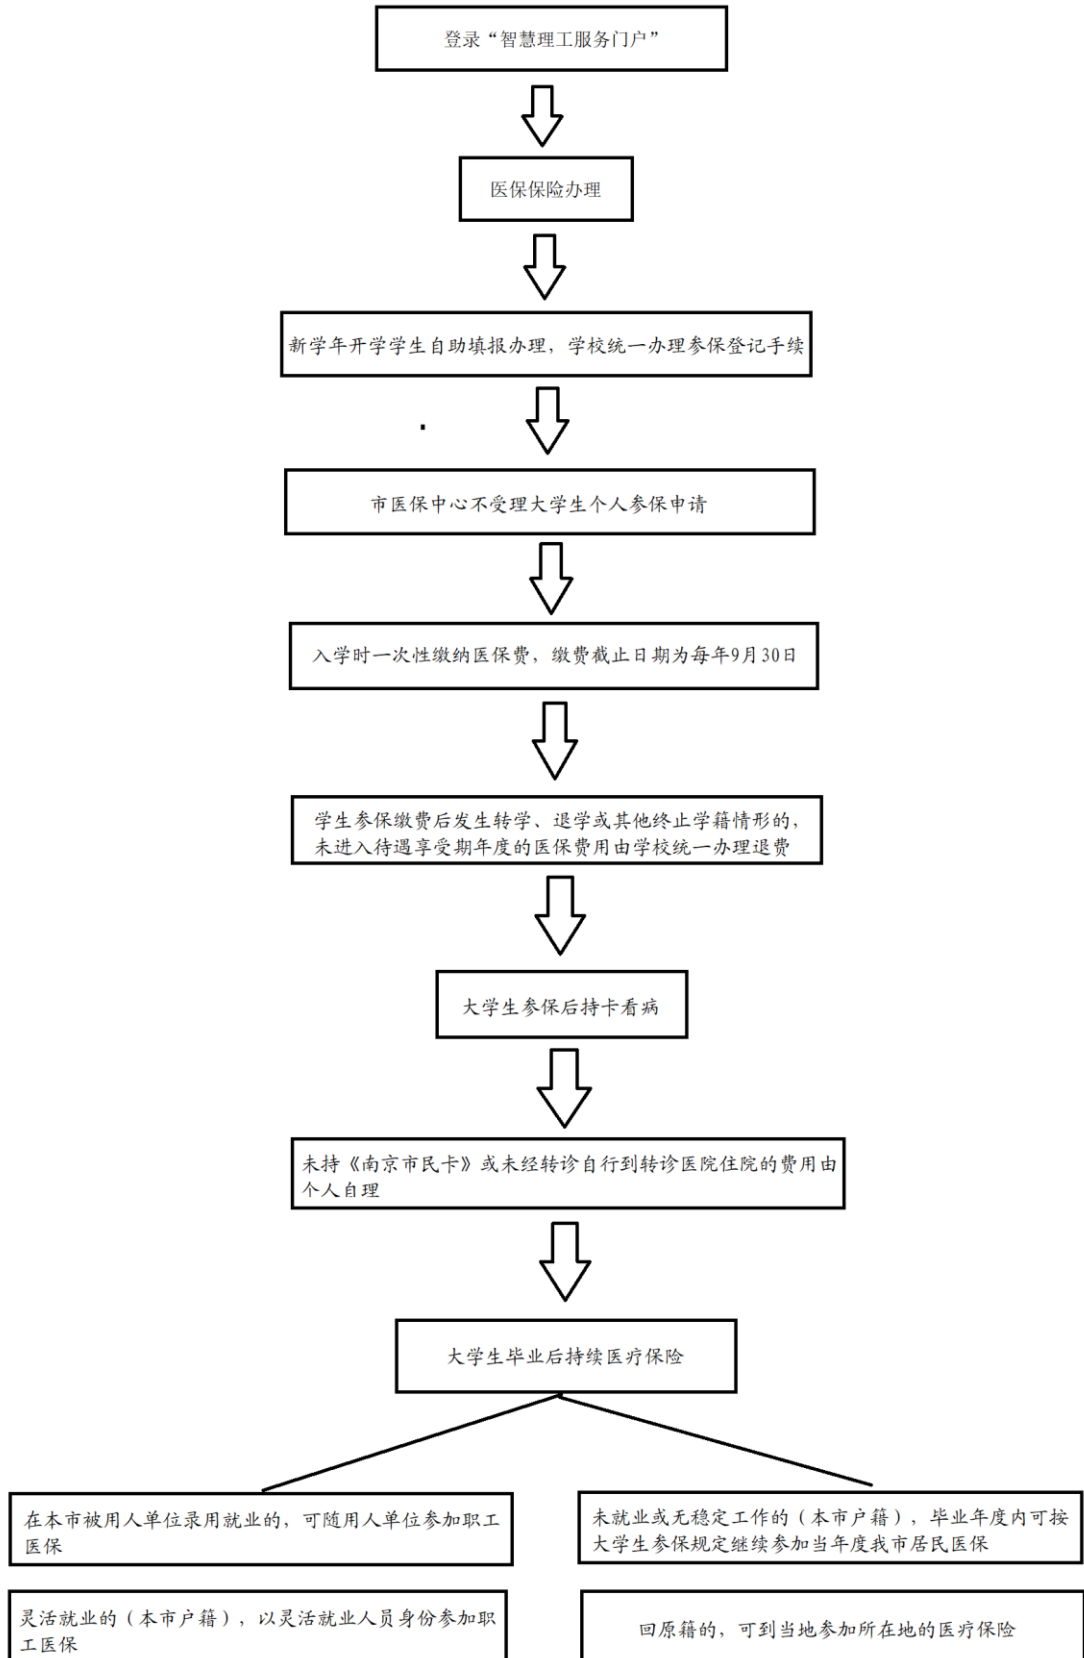 登录“智慧理工服务门户”
医保保险办理
新学年开学学生自助填报办理，学校统一办理参保登记手续
市医保中心不受理大学生个人参保申请
入学时一次性缴纳医保费，缴费截止日期为每年9月30日
学生参保缴费后发生转学、退学或其他终止学籍情形的，
未进入待遇享受期年度的医保费用由学校统一办理退费
大学生参保后持卡看病
未持《南京市民卡》或未经转诊自行到转诊医院住院的费用由
个人自理
大学生毕业后持续医疗保险
在本市被用人单位录用就业的，可随用人单位参加职工
医保
未就业或无稳定工作的（本市户籍），毕业年度内可按
大学生参保规定继续参加当年度我市居民医保
灵活就业的（本市户籍），以灵活就业人员身份参加职
工医保
回原籍的，可到当地参加所在地的医疗保险